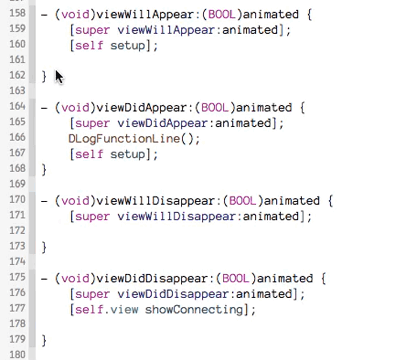 158 - (void)viewWillAppear:(BOOL)animated {
159     [super viewWillAppear:animated];
160     [self setup];
161
162 }
163
164 - (void)viewDidAppear:(BOOL)animated {
165     [super viewDidAppear:animated];
166     DLogFunctionLine();
167     [self setup];
168 }
169
170 - (void)viewWillDisappear:(BOOL)animated {
171     [super viewWillDisappear:animated];
172
173 }
174
175 - (void)viewDidDisappear:(BOOL)animated {
176     [super viewDidDisappear:animated];
177     [self.view showConnecting];
178
179 }
180